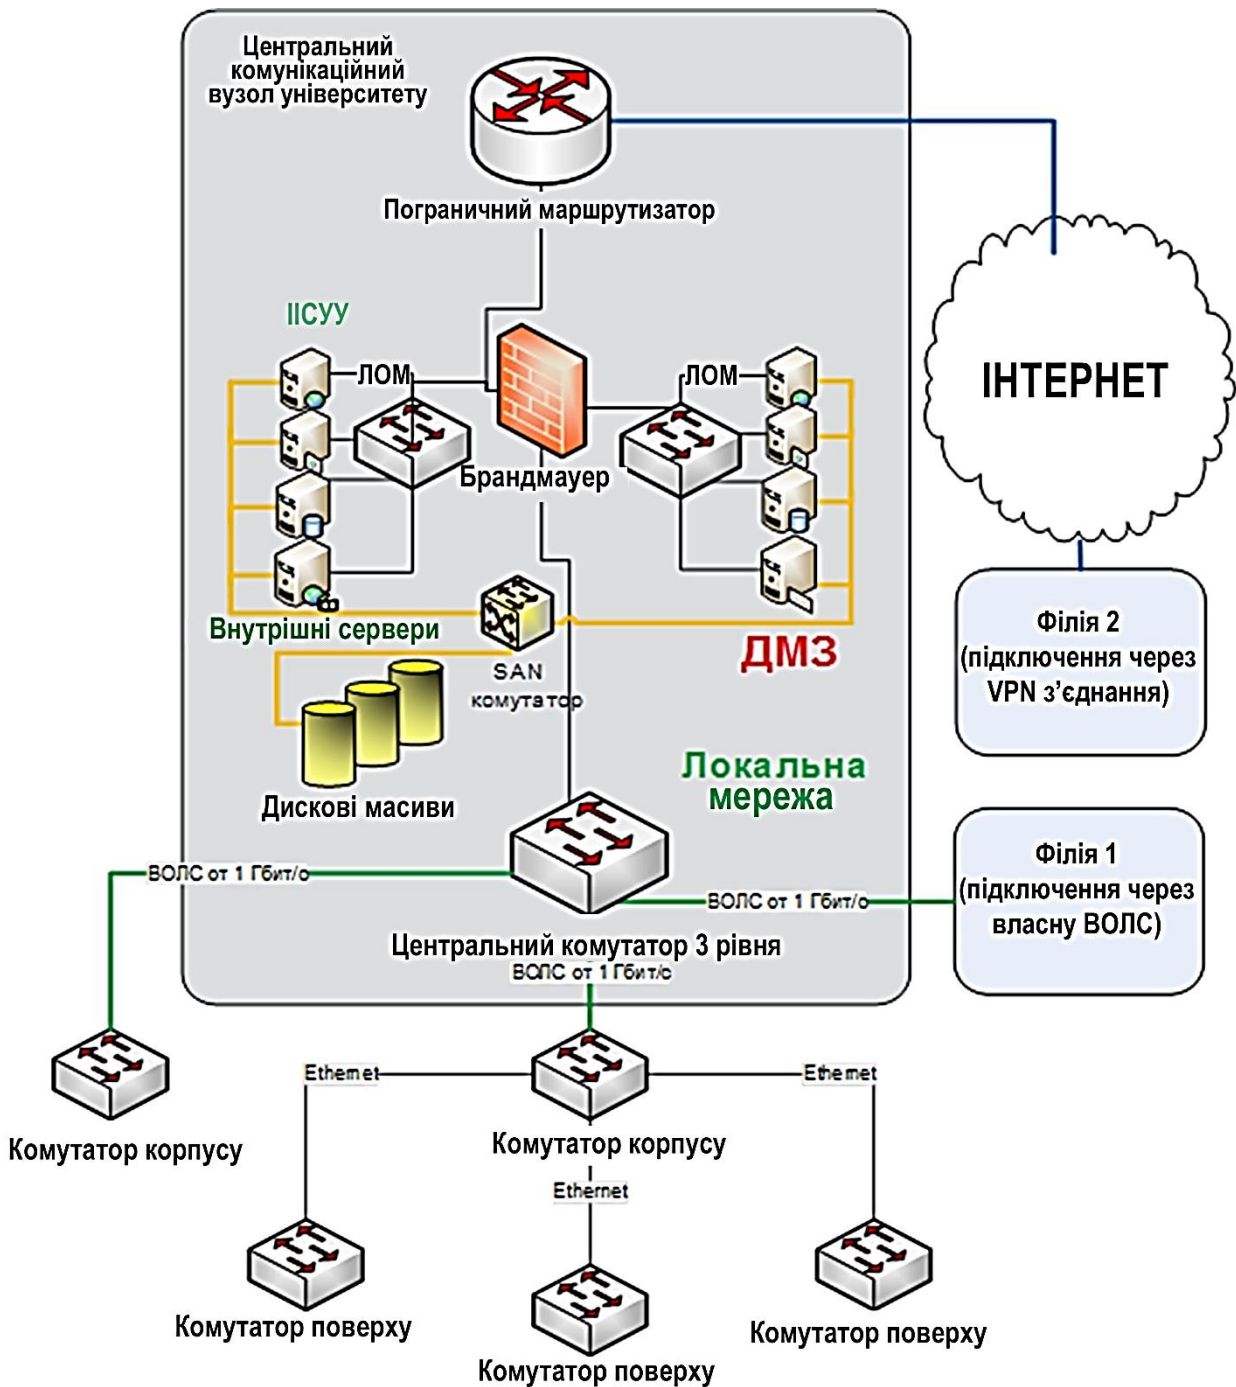 Центральний
комунікаційний
вузол університету
Пограничний маршрутизатор
ІІСУУ
ЛОМ
ЛОМ
Брандмауер
ІНТЕРНЕТ
Внутрішні сервери
SAN
комутатор
ДМЗ
Дискові масиви
Локальна
мережа
Філія 2
(підключення через
VPN з’єднання)
Філія 1
(підключення через
власну ВОЛС)
ВОЛС от 1 Гбит/с
ВОЛС от 1 Гбит/с
Центральний комутатор 3 рівня
ВОЛС от 1 Гбит/с
Ethernet
Ethernet
Комутатор корпусу
Комутатор корпусу
Ethernet
Комутатор поверху
Комутатор поверху
Комутатор поверху